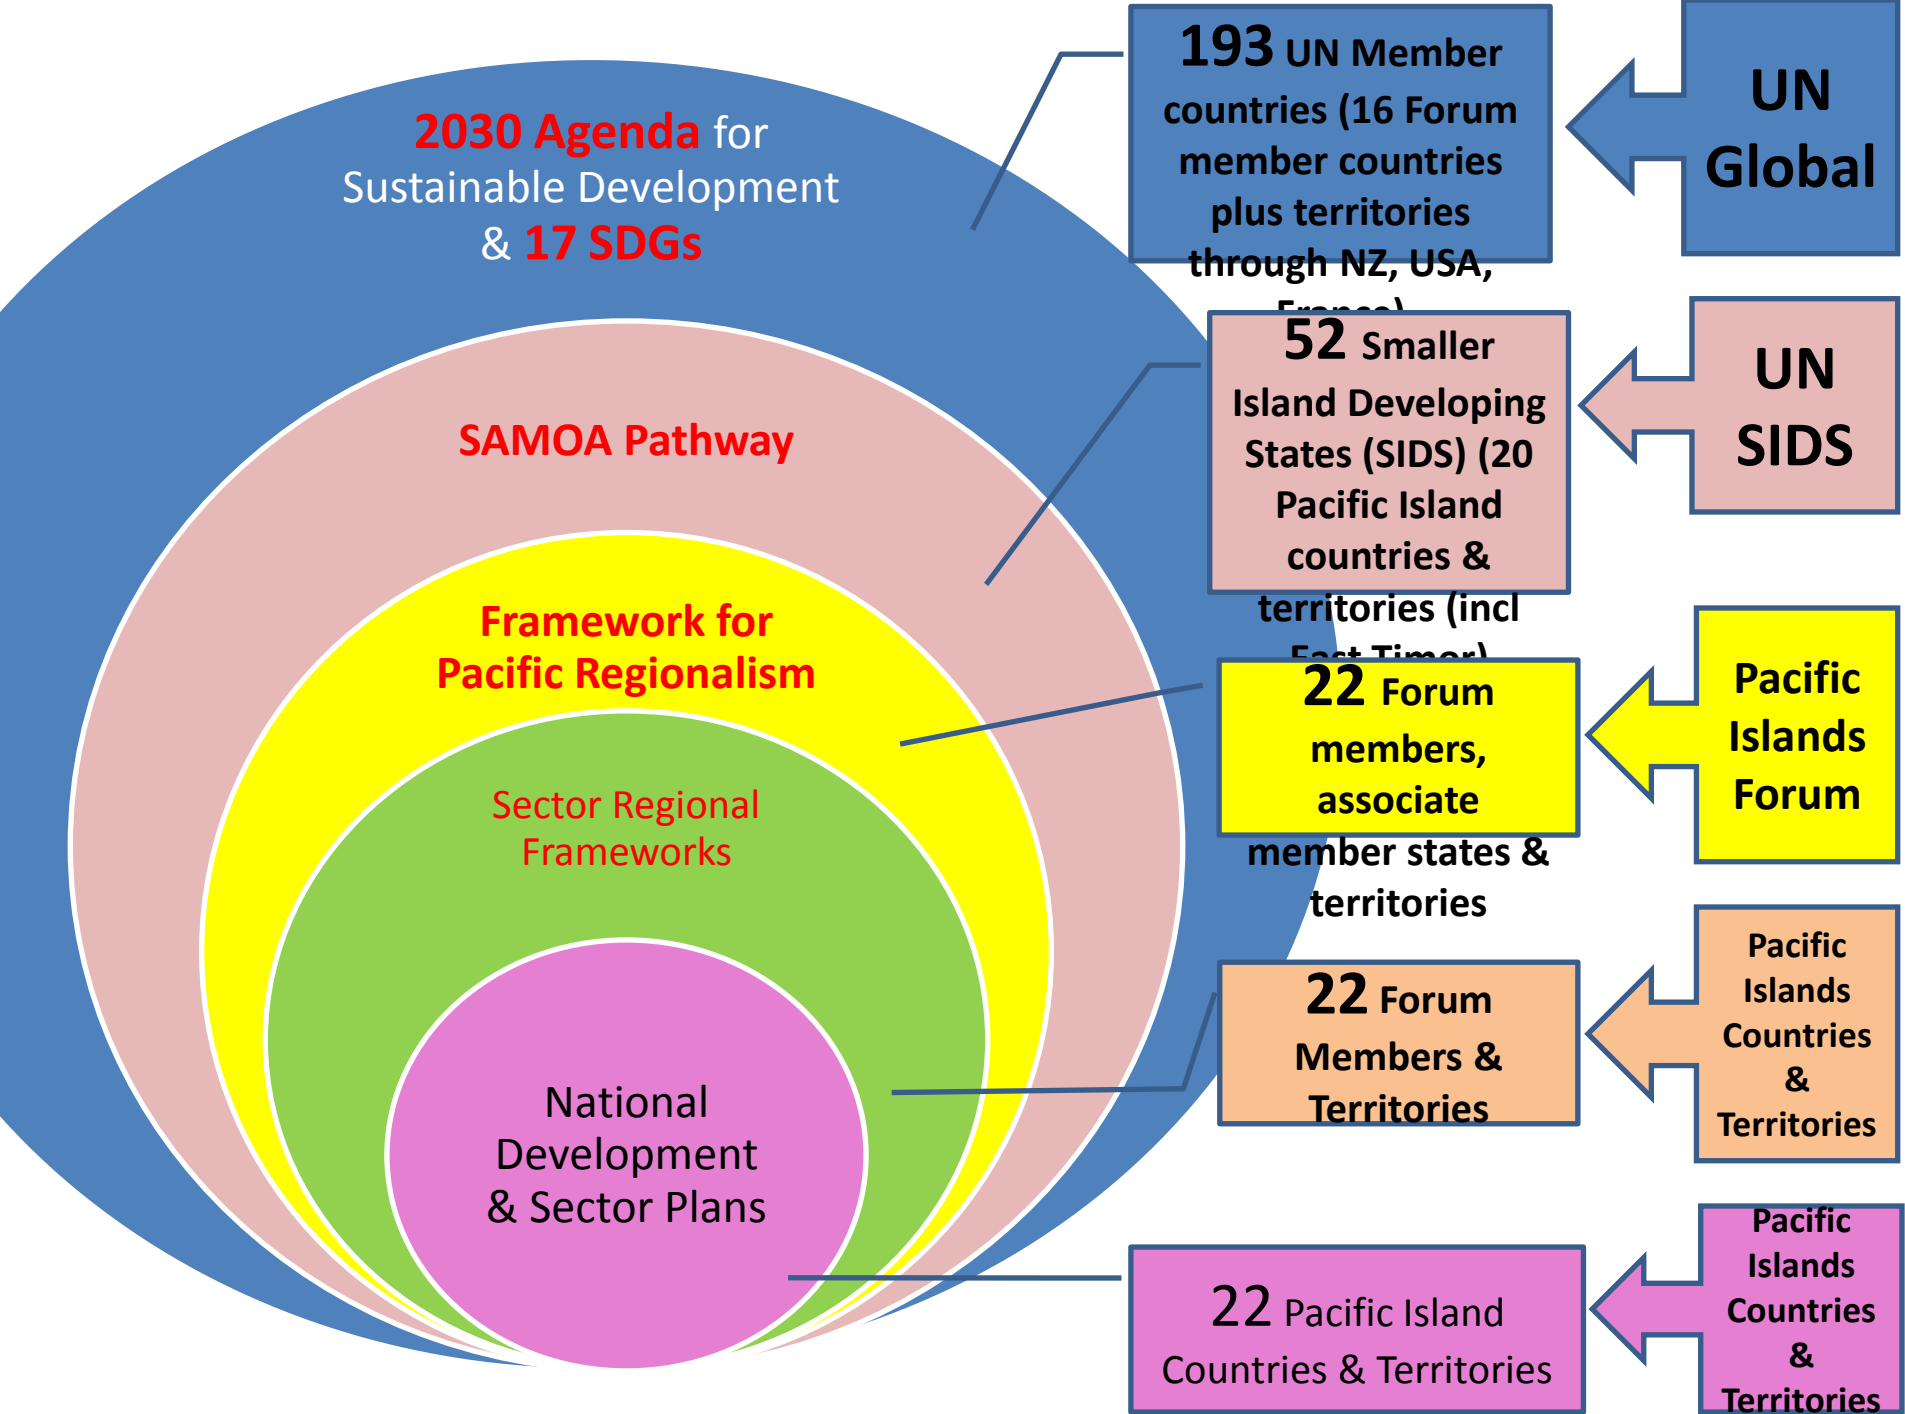 2030 Agenda for
Sustainable Development
& 17 SDGs
SAMOA Pathway
Framework for
Pacific Regionalism
Sector Regional
Frameworks
National
Development
& Sector Plans
193 UN Member
countries (16 Forum
member countries
plus territories
through NZ, USA,
France)
52 Smaller
Island Developing
States (SIDS) (20
Pacific Island
countries &
territories (incl
East Timor)
22 Forum
members,
associate
member states &
territories
22 Forum
Members &
Territories
22 Pacific Island
Countries & Territories
UN
Global
UN
SIDS
Pacific
Islands
Forum
Pacific
Islands
Countries
&
Territories
Pacific
Islands
Countries
&
Territories